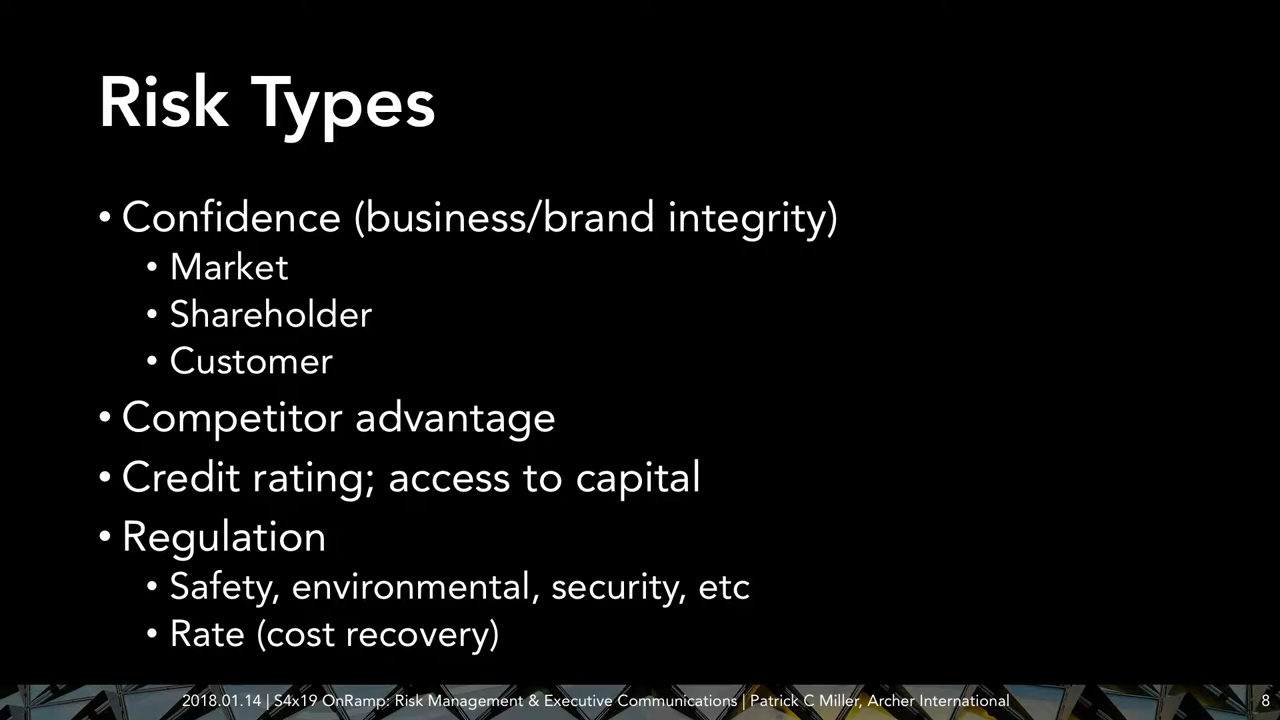 Risk Types
• Confidence (business/brand integrity)
• Market
• Shareholder
• Customer
• Competitor advantage
• Credit rating; access to capital
• Regulation
• Safety, environmental, security, etc
• Rate (cost recovery)
2018.01.14 | S4x19 OnRamp: Risk Management & Executive Communications | Patrick C Miller, Archer International
8